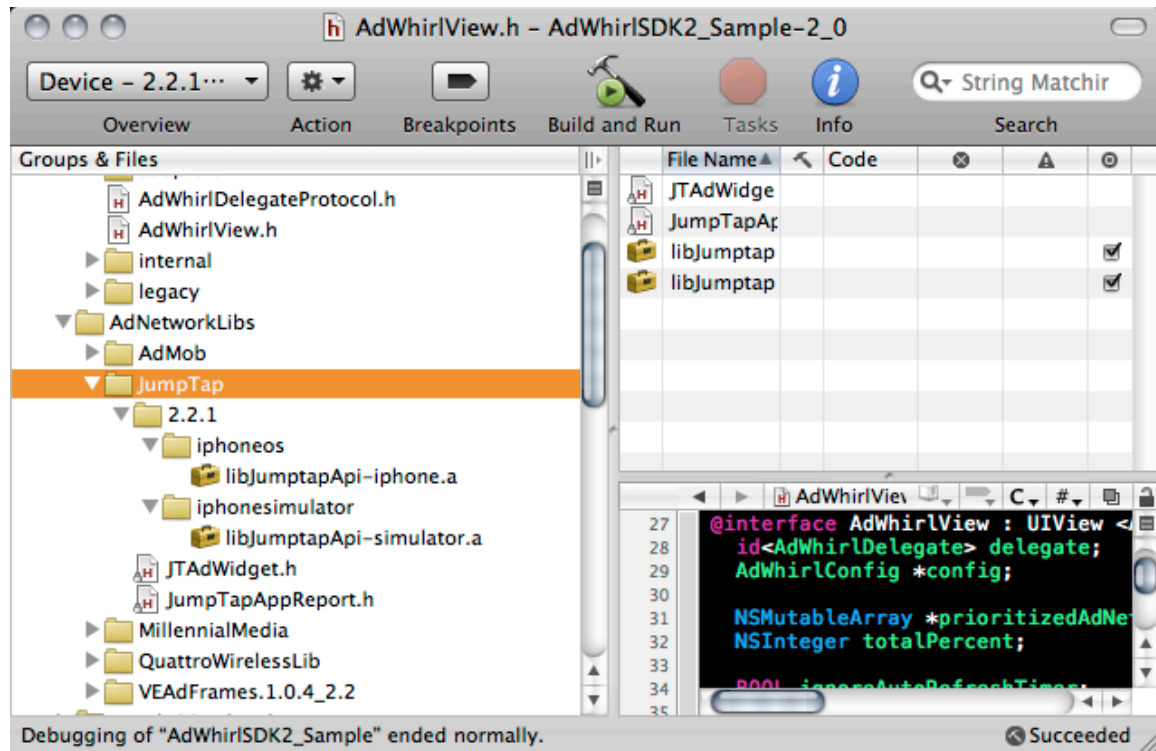 AdWhirlView.h – AdWhirlSDK2_Sample-2_0
Device – 2.2.1...
String Matchir
Overview
Action
Breakpoints
Build and Run
Tasks
Info
Search
Groups & Files
AdWhirlDelegateProtocol.h
AdWhirlView.h
internal
legacy
AdNetworkLibs
AdMob
JumpTap
2.2.1
iphoneos
libJumptapApi-iphone.a
iphonesimulator
libJumptapApi-simulator.a
JTAdWidget.h
JumpTapAppReport.h
MillennialMedia
QuattroWirelessLib
VEAdFrames.1.0.4_2.2
File Name Code
JTAdWidge
JumpTapAp
libJumptap
libJumptap
AdWhirlView C #
27 @interface AdWhirlView : UIView <
28 id<AdWhirlDelegate> delegate;
29 AdWhirlConfig *config;
30
31 NSMutableArray *prioritizedAdNe
32 NSInteger totalPercent;
33
34 BOOL ignoreAutoRefreshTimer;
35
Debugging of "AdWhirlSDK2_Sample" ended normally.
Succeeded